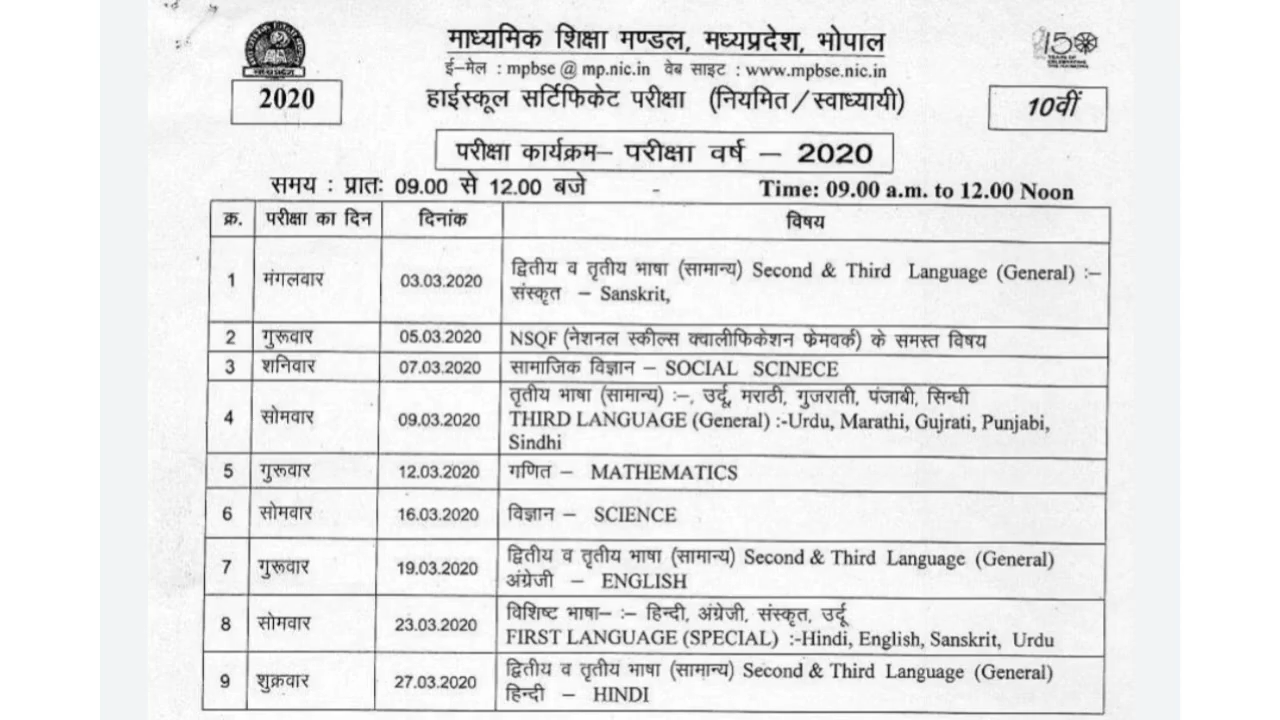 माध्यमिक शिक्षा मण्डल, मध्यप्रदेश, भोपाल
ई–मेल : mpbse @ mp.nic.in वेब साइट : www.mpbse.nic.in
2020
हाईस्कूल सर्टिफिकेट परीक्षा (नियमित/स्वाध्यायी)
10वीं
परीक्षा कार्यक्रम– परीक्षा वर्ष – 2020
समय : प्रातः 09.00 से 12.00 बजे - Time: 09.00 a.m. to 12.00 Noon
क्र. परीक्षा का दिन दिनांक विषय
1 मंगलवार 03.03.2020 द्वितीय व तृतीय भाषा (सामान्य) Second & Third Language (General) :–
संस्कृत – Sanskrit,
2 गुरूवार 05.03.2020 NSQF (नेशनल स्कील्स क्वालीफिकेशन फ्रेमवर्क) के समस्त विषय
3 शनिवार 07.03.2020 सामाजिक विज्ञान – SOCIAL SCINECE
4 सोमवार 09.03.2020 तृतीय भाषा (सामान्य) :–, उर्दू, मराठी, गुजराती, पंजाबी, सिन्धी
THIRD LANGUAGE (General) :-Urdu, Marathi, Gujrati, Punjabi,
Sindhi
5 गुरूवार 12.03.2020 गणित – MATHEMATICS
6 सोमवार 16.03.2020 विज्ञान – SCIENCE
7 गुरूवार 19.03.2020 द्वितीय व तृतीय भाषा (सामान्य) Second & Third Language (General)
अंग्रेजी – ENGLISH
8 सोमवार 23.03.2020 विशिष्ट भाषा– :– हिन्दी, अंग्रेजी, संस्कृत, उर्दू
FIRST LANGUAGE (SPECIAL) :-Hindi, English, Sanskrit, Urdu
9 शुक्रवार 27.03.2020 द्वितीय व तृतीय भाषा (सामान्य) Second & Third Language (General)
हिन्दी – HINDI